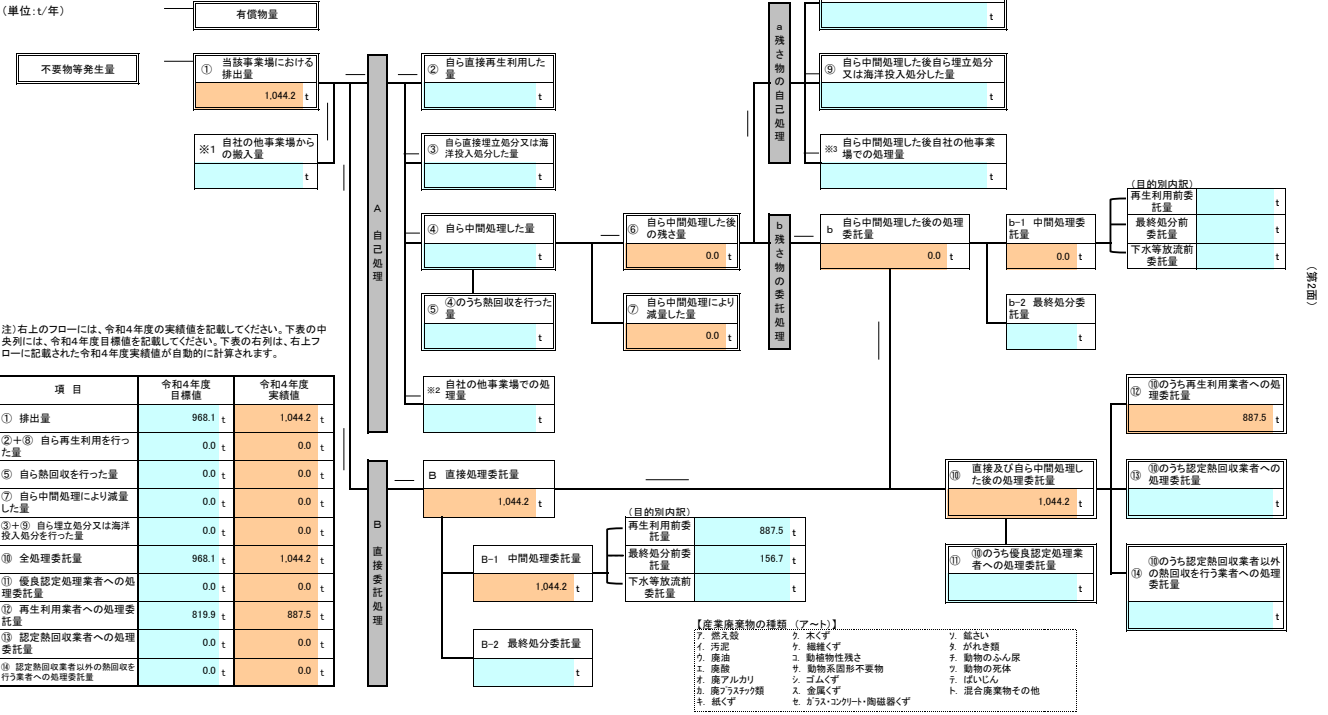 （単位:ｔ/年）
有償物量
不要物等発生量
① 当該事業場における
排出量
1,044.2 t
※1 自社の他事業場から
の搬入量
t
A
自
己
処
理
② 自ら直接再生利用した
量
t
③ 自ら直接埋立処分又は海
洋投入処分した量
t
④ 自ら中間処理した量
t
⑤ ④のうち熱回収を行った
量
t
※2 自社の他事業場での処
理量
t
⑥ 自ら中間処理した後
の残さ量
0.0 t
⑦ 自ら中間処理により
減量した量
0.0 t
a
残
さ
物
の
自
己
処
理
t
⑨ 自ら中間処理した後自ら埋立処分
又は海洋投入処分した量
t
※3 自ら中間処理した後自社の他事業
場での処理量
t
b
残
さ
物
の
委
託
処
理
b 自ら中間処理した後の処理
委託量
0.0 t
b-1 中間処理委
託量
0.0 t
b-2 最終処分委
託量
t
（目的別内訳）
再生利用前委
託量 t
最終処分前
委託量 t
下水等放流前
委託量 t
（第2面）
注）右上のフローには、令和４年度の実績値を記載してください。下表の中
央列には、令和４年度目標値を記載してください。下表の右列は、右上フ
ローに記載された令和４年度実績値が自動的に計算されます。
項 目 令和４年度
目標値 令和４年度
実績値
① 排出量 968.1 t 1,044.2 t
②＋⑧ 自ら再生利用を行っ
た量 0.0 t 0.0 t
⑤ 自ら熱回収を行った量 0.0 t 0.0 t
⑦ 自ら中間処理により減量
した量 0.0 t 0.0 t
③＋⑨ 自ら埋立処分又は海洋
投入処分を行った量 0.0 t 0.0 t
⑩ 全処理委託量 968.1 t 1,044.2 t
⑪ 優良認定処理業者への処
理委託量 0.0 t 0.0 t
⑫ 再生利用業者への処理委
託量 819.9 t 887.5 t
⑬ 認定熱回収業者への処理
委託量 0.0 t 0.0 t
⑭ 認定熱回収業者以外の熱回収を
行う業者への処理委託量 0.0 t 0.0 t
B
直
接
委
託
処
理
B 直接処理委託量
1,044.2 t
B-1 中間処理委託量
1,044.2 t
B-2 最終処分委託量
t
（目的別内訳）
再生利用前委
託量 887.5 t
最終処分前委
託量 156.7 t
下水等放流前
委託量
⑩ 直接及び自ら中間処理し
た後の処理委託量
1,044.2 t
⑪ ⑩のうち優良認定処理業
者への処理委託量
t
⑫ ⑩のうち再生利用業者への処
理委託量
887.5 t
⑬ ⑩のうち認定熱回収業者への
処理委託量
t
⑭ ⑩のうち認定熱回収業者以外
の熱回収を行う業者への処理
委託量
t
【産業廃棄物の種類 （ア～ト）】
ア. 燃え殻 ク. 木くず ソ. 鉱さい
イ. 汚泥 ケ. 繊維くず タ. がれき類
ウ. 廃油 コ. 動植物性残さ チ. 動物のふん尿
エ. 廃酸 サ. 動物系固形不要物 ツ. 動物の死体
オ. 廃アルカリ シ. ゴムくず テ. ばいじん
カ. 廃プラスチック類 ス. 金属くず ト. 混合廃棄物その他
キ. 紙くず セ. ガラス・コンクリート・陶磁器くず